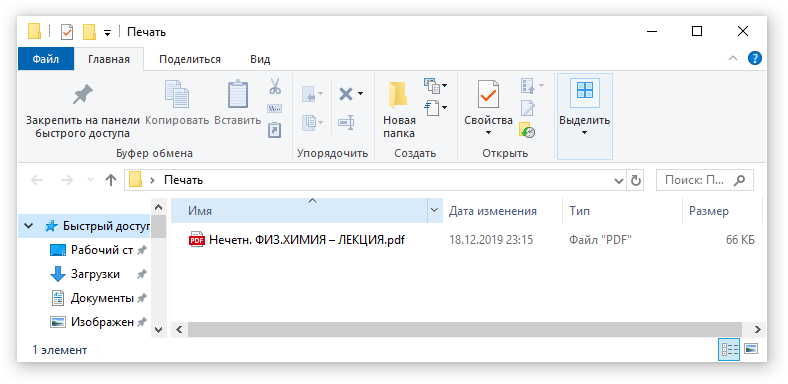 Печать
Файл
Главная
Поделиться
Вид
Закрепить на панели
быстрого доступа
Копировать
Вставить
Буфер обмена
Упорядочить
Новая
папка
Создать
Свойства
Открыть
Выделить
Печать
Поиск: П...
Быстрый доступ
Имя
Дата изменения
Тип
Размер
Рабочий ст
Нечетн. ФИЗ.ХИМИЯ – ЛЕКЦИЯ.pdf
18.12.2019 23:15
Файл "PDF"
66 КБ
Загрузки
Документы
Изображен
1 элемент